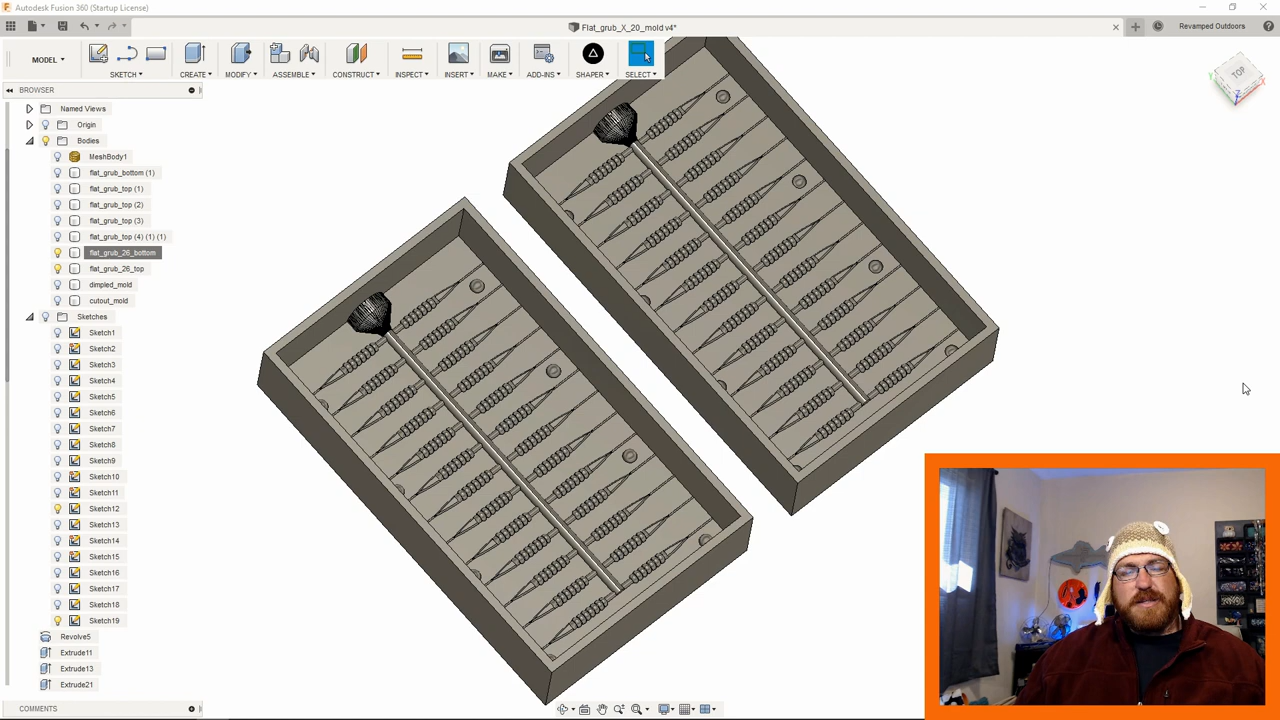 Autodesk Fusion 360 (Startup License)
Flat_grub_X_20_mold v4*
Revamped Outdoors
MODEL
SKETCH
CREATE
MODIFY
ASSEMBLE
CONSTRUCT
INSPECT
INSERT
MAKE
ADD-INS
SHAPER
SELECT
TOP
BROWSER
Named Views
Origin
Bodies
MeshBody1
flat_grub_bottom (1)
flat_grub_top (1)
flat_grub_top (2)
flat_grub_top (3)
flat_grub_top (4) (1) (1)
flat_grub_26_bottom
flat_grub_26_top
dimpled_mold
cutout_mold
Sketches
Sketch1
Sketch2
Sketch3
Sketch4
Sketch5
Sketch6
Sketch7
Sketch8
Sketch9
Sketch10
Sketch11
Sketch12
Sketch13
Sketch14
Sketch15
Sketch16
Sketch17
Sketch18
Sketch19
Revolve5
Extrude11
Extrude13
Extrude21
COMMENTS